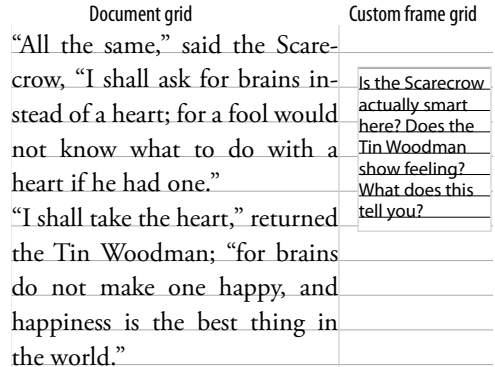 Document grid
“All the same,” said the Scare-
crow, “I shall ask for brains in-
stead of a heart; for a fool would
not know what to do with a
heart if he had one.”
“I shall take the heart,” returned
the Tin Woodman; “for brains
do not make one happy, and
happiness is the best thing in
the world.”
Custom frame grid
Is the Scarecrow
actually smart
here? Does the
Tin Woodman
show feeling?
What does this
tell you?